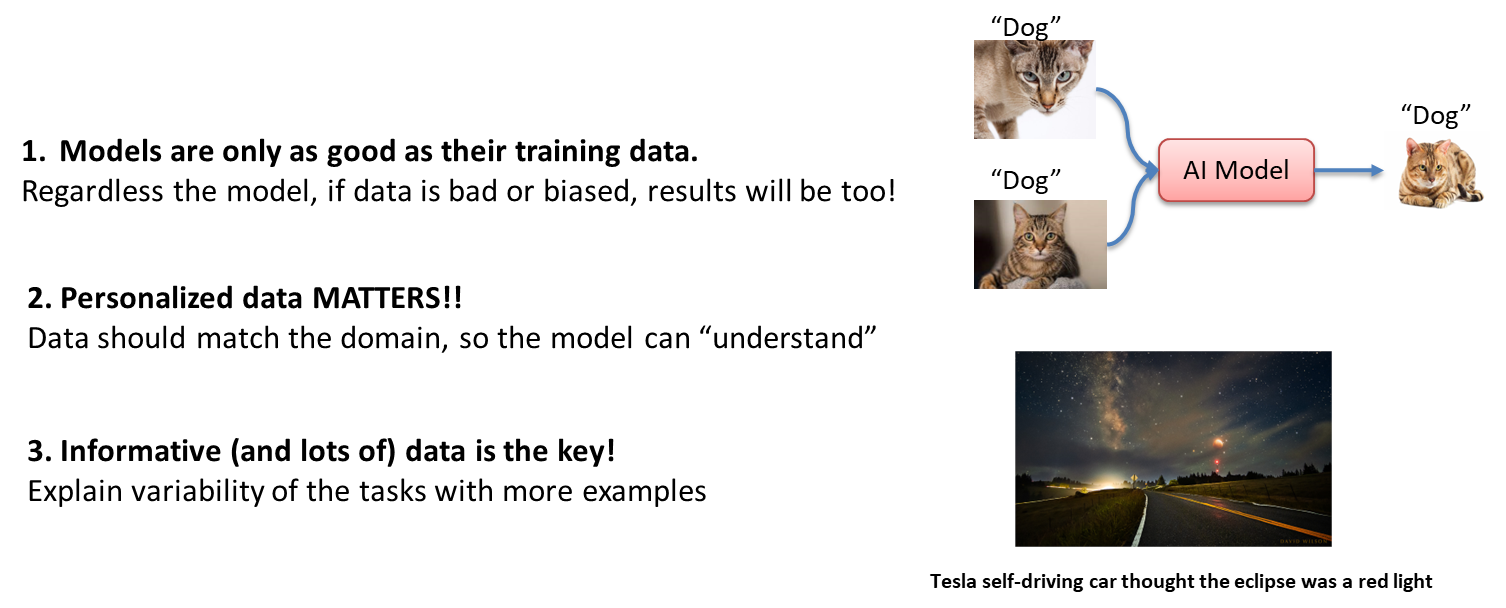 1. Models are only as good as their training data.
Regardless the model, if data is bad or biased, results will be too!
2. Personalized data MATTERS!!
Data should match the domain, so the model can “understand”
3. Informative (and lots of) data is the key!
Explain variability of the tasks with more examples
“Dog”
“Dog”
AI Model
“Dog”
DAVID WILSON
Tesla self-driving car thought the eclipse was a red light